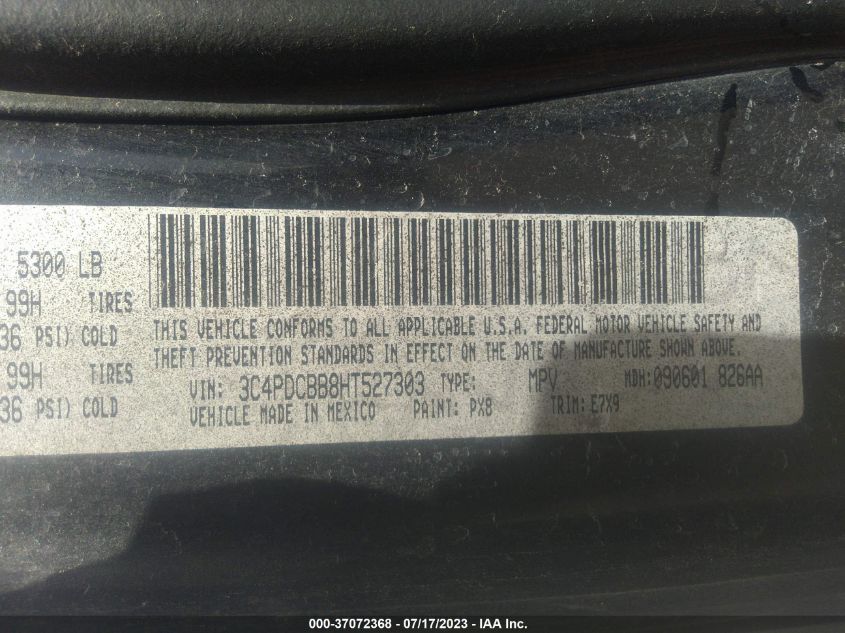 5300 LB
99H TIRES
36 PSI) COLD
99H TIRES
36 PSI) COLD
THIS VEHICLE CONFORMS TO ALL APPLICABLE U.S.A. FEDERAL MOTOR VEHICLE SAFETY AND
THEFT PREVENTION STANDARDS IN EFFECT ON THE DATE OF MANUFACTURE SHOWN ABOVE.
VIN: 3C4PDCBB8HT527303 TYPE: MPV MDH: 090601 826AA
VEHICLE MADE IN MEXICO PAINT: PX8 TRIM: E7X9
000-37072368 - 07/17/2023 - IAA Inc.